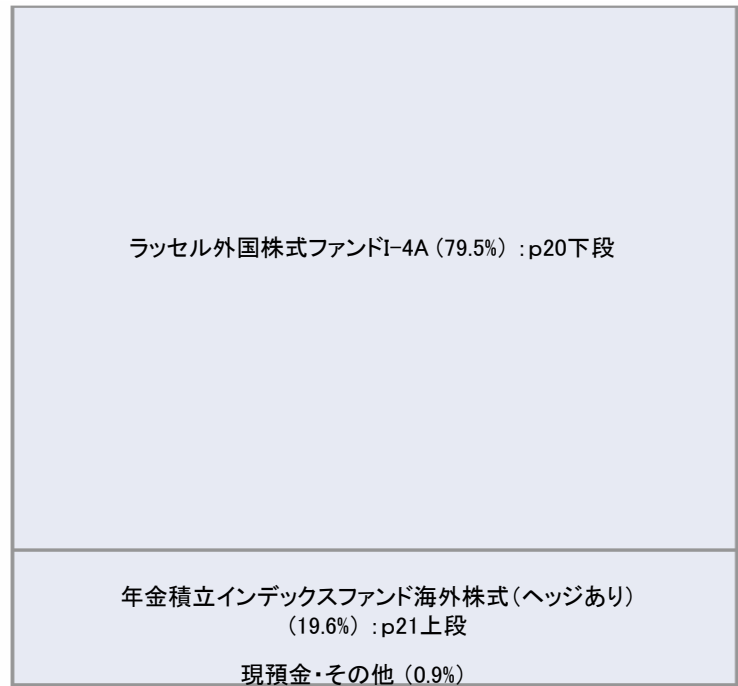 ラッセル外国株式ファンドI-4A (79.5%) :p20下段
年金積立インデックスファンド海外株式(ヘッジあり)
(19.6%) :p21上段
現預金・その他 (0.9%)